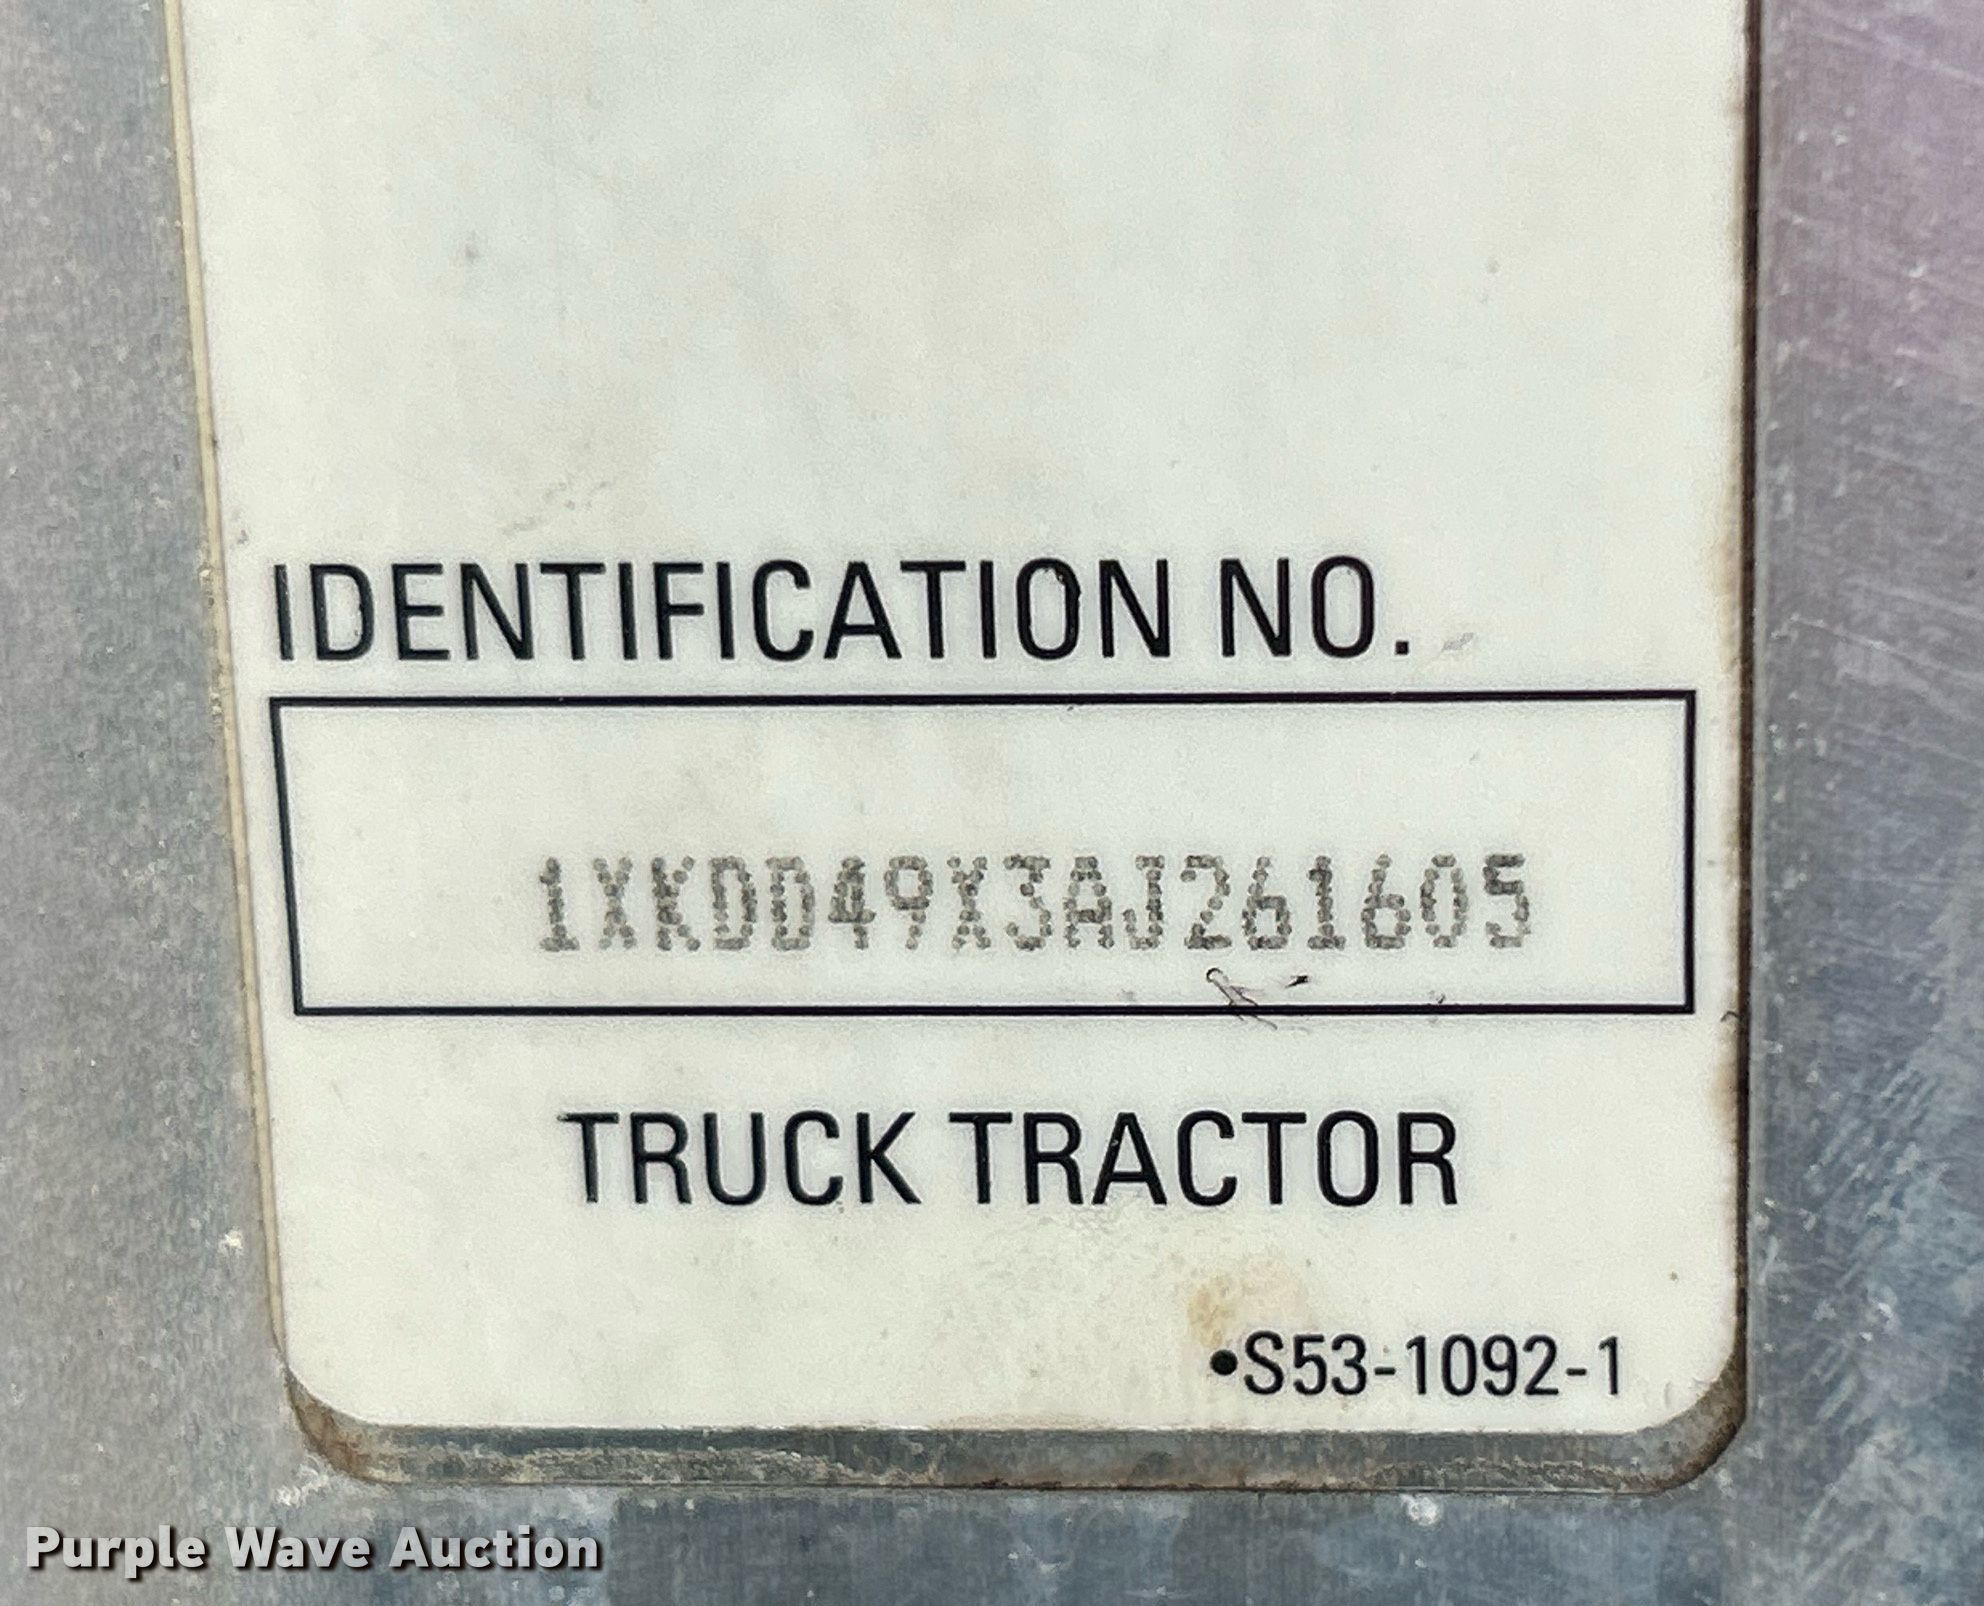 IDENTIFICATION NO.
1XKDD49X3AJ261605
TRUCK TRACTOR
•S53-1092-1
Purple Wave Auction